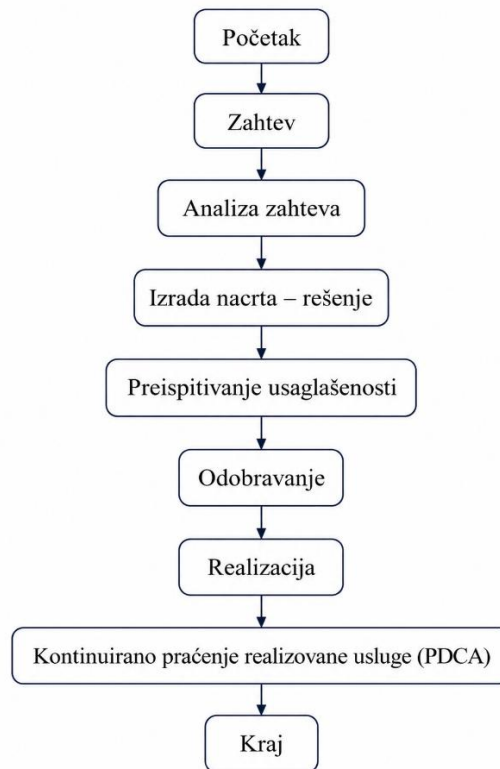 Početak
Zahtev
Analiza zahteva
Izrada nacrta – rešenje
Preispitivanje usaglašenosti
Odobravanje
Realizacija
Kontinuirano praćenje realizovane usluge (PDCA)
Kraj